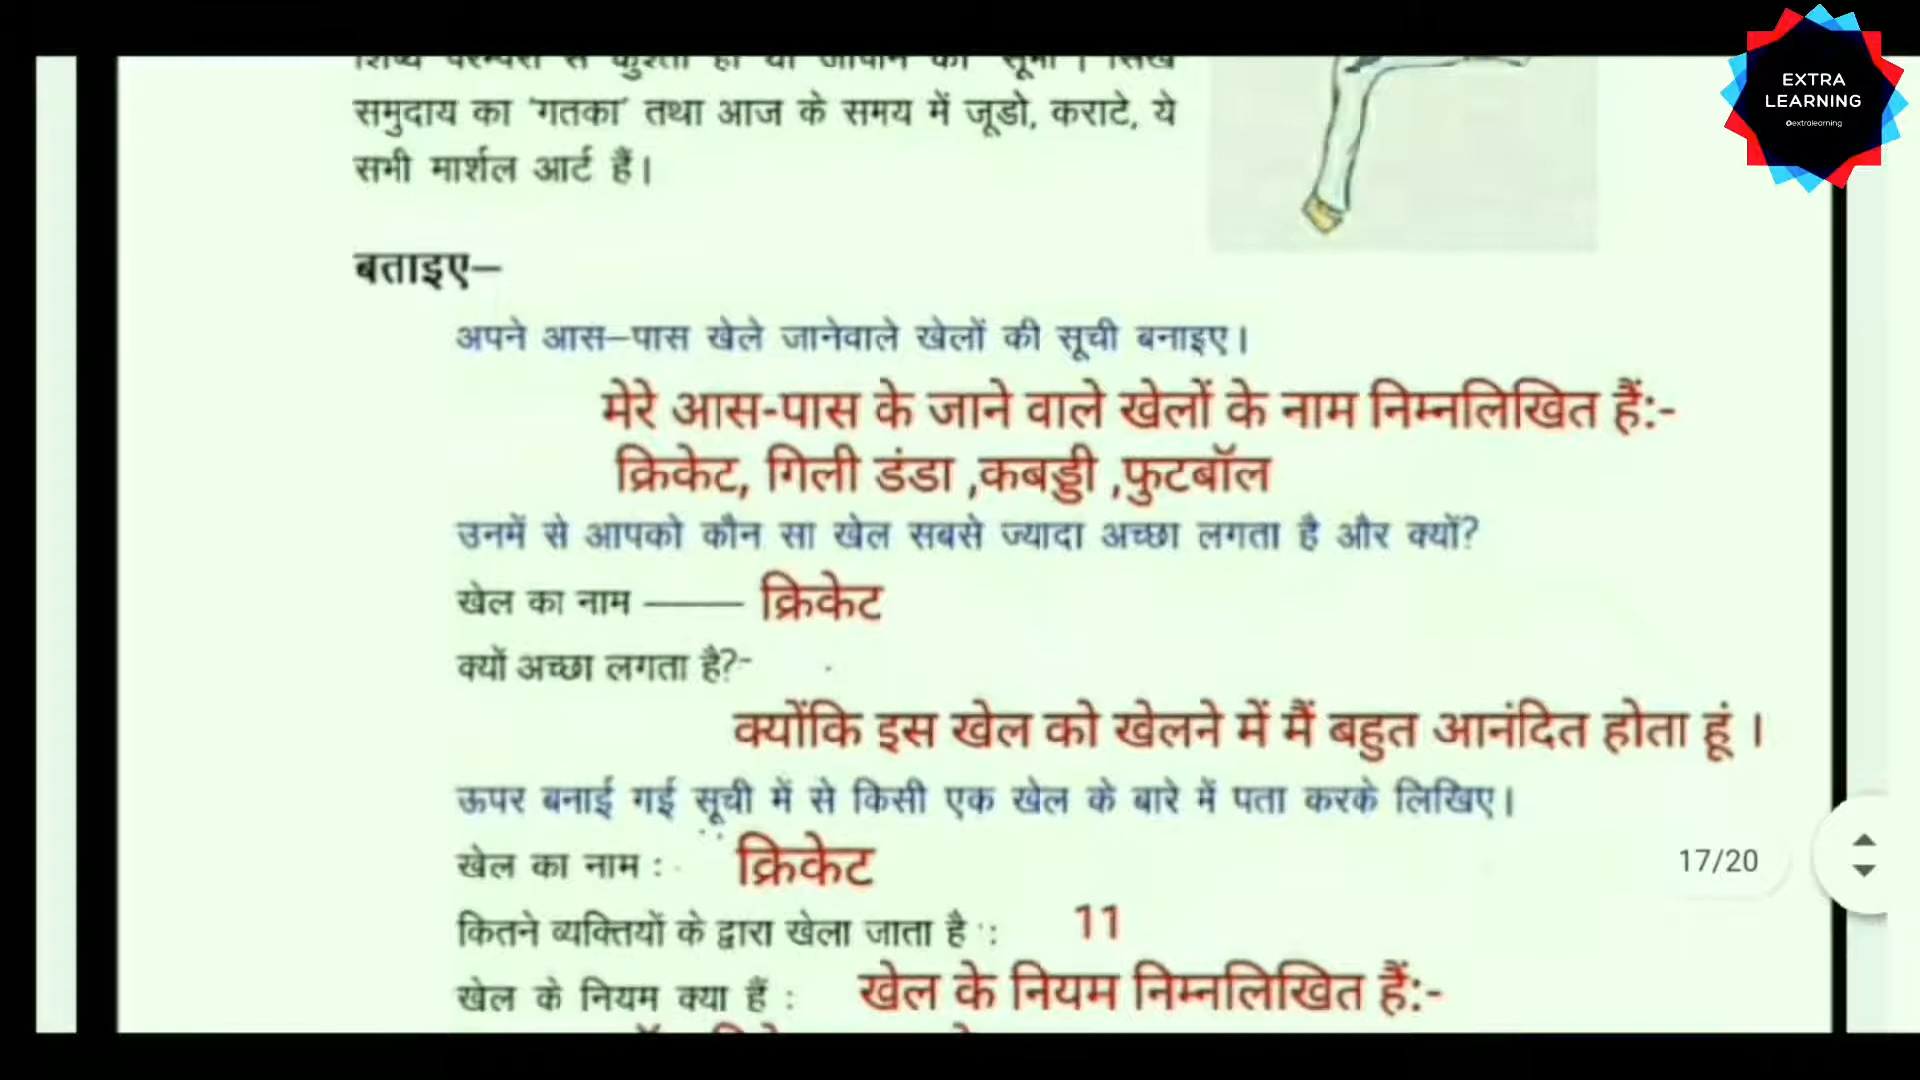 समुदाय का 'गतका' तथा आज के समय में जूडो, कराटे, ये
सभी मार्शल आर्ट हैं।
EXTRA
LEARNING
@extralearning
बताइए–
अपने आस–पास खेले जानेवाले खेलों की सूची बनाइए।
मेरे आस-पास के जाने वाले खेलों के नाम निम्नलिखित हैं:-
क्रिकेट, गिली डंडा ,कबड्डी ,फुटबॉल
उनमें से आपको कौन सा खेल सबसे ज्यादा अच्छा लगता है और क्यों?
खेल का नाम ——— क्रिकेट
क्यों अच्छा लगता है?-
क्योंकि इस खेल को खेलने में मैं बहुत आनंदित होता हूं ।
ऊपर बनाई गई सूची में से किसी एक खेल के बारे में पता करके लिखिए।
खेल का नाम : क्रिकेट
17/20
कितने व्यक्तियों के द्वारा खेला जाता है : 11
खेल के नियम क्या हैं : खेल के नियम निम्नलिखित हैं:-